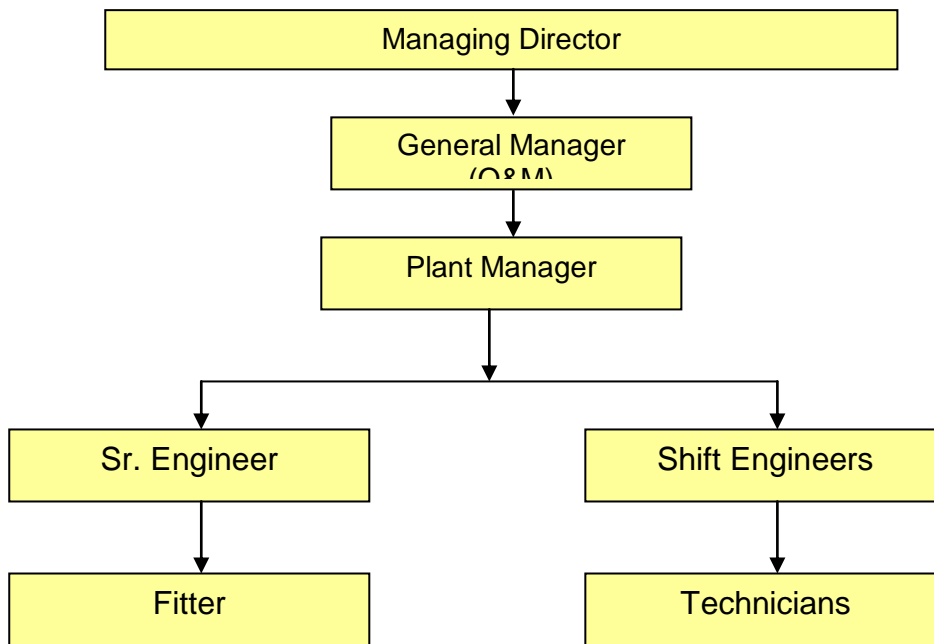 Managing Director
General Manager
(O&M)
Plant Manager
Sr. Engineer
Shift Engineers
Fitter
Technicians